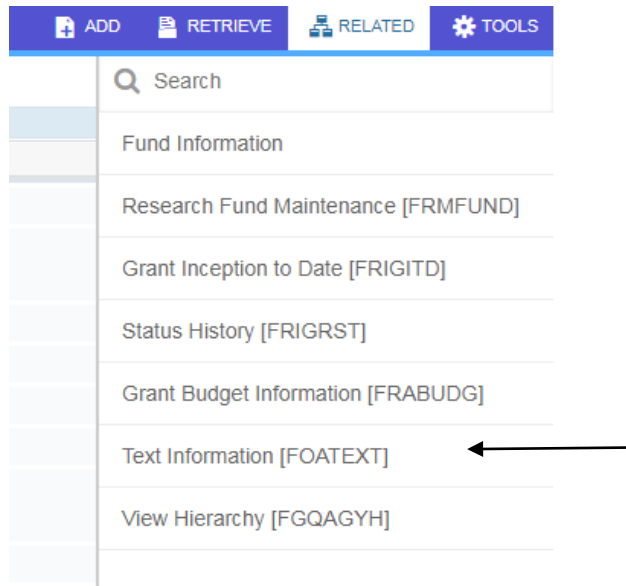 ADD RETRIEVE RELATED TOOLS
Search
Fund Information
Research Fund Maintenance [FRMFUND]
Grant Inception to Date [FRIGITD]
Status History [FRIGRST]
Grant Budget Information [FRABUDG]
Text Information [FOATEXT]
View Hierarchy [FGQAGYH]